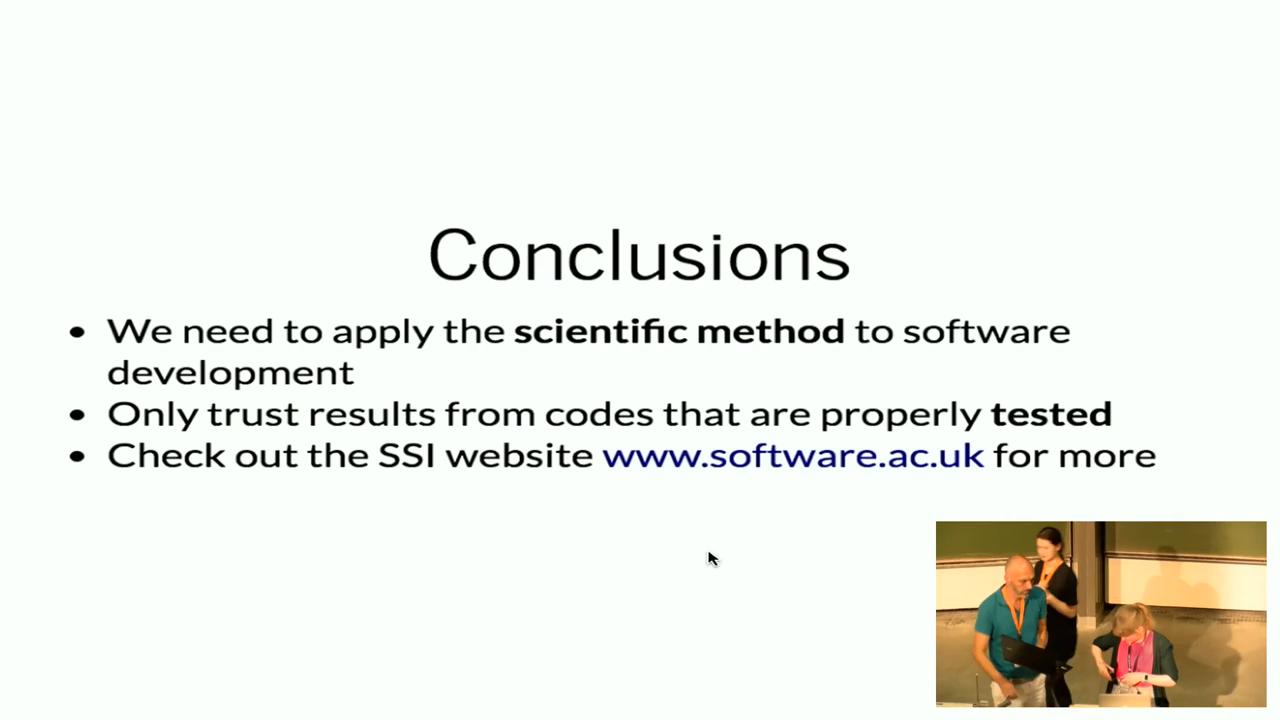 Conclusions
• We need to apply the scientific method to software
development
• Only trust results from codes that are properly tested
• Check out the SSI website www.software.ac.uk for more